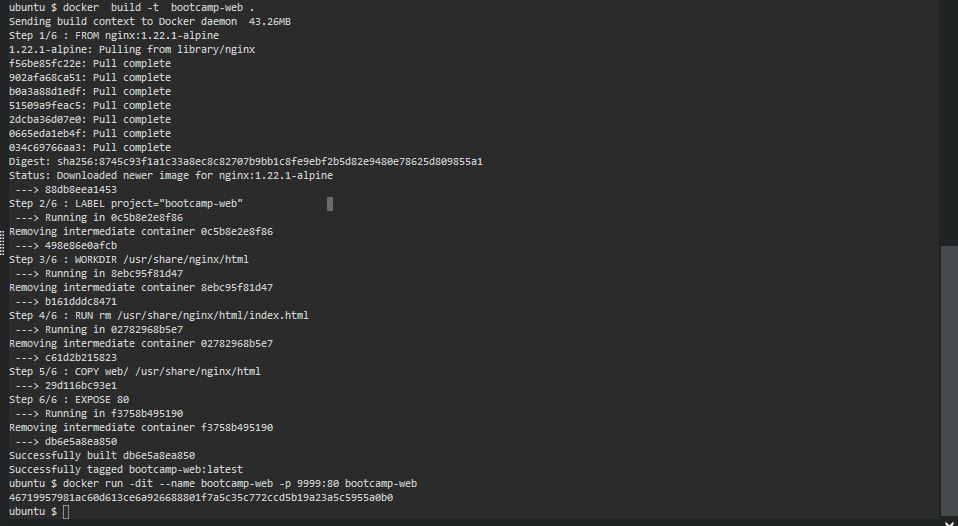 ubuntu $ docker  build -t  bootcamp-web .
Sending build context to Docker daemon  43.26MB
Step 1/6 : FROM nginx:1.22.1-alpine
1.22.1-alpine: Pulling from library/nginx
f56be85fc22e: Pull complete
902afa68ca51: Pull complete
b0a3a88d1edf: Pull complete
51509a9feac5: Pull complete
2dcba36d07e0: Pull complete
0665eda1eb4f: Pull complete
034c69766aa3: Pull complete
Digest: sha256:8745c93f1a1c33a8ec8c82707b9bb1c8fe9ebf2b5d82e9480e78625d809855a1
Status: Downloaded newer image for nginx:1.22.1-alpine
 ---> 88db8eea1453
Step 2/6 : LABEL project="bootcamp-web"
 ---> Running in 0c5b8e2e8f86
Removing intermediate container 0c5b8e2e8f86
 ---> 498e86e0afcb
Step 3/6 : WORKDIR /usr/share/nginx/html
 ---> Running in 8ebc95f81d47
Removing intermediate container 8ebc95f81d47
 ---> b161dddc8471
Step 4/6 : RUN rm /usr/share/nginx/html/index.html
 ---> Running in 02782968b5e7
Removing intermediate container 02782968b5e7
 ---> c61d2b215823
Step 5/6 : COPY web/ /usr/share/nginx/html
 ---> 29d116bc93e1
Step 6/6 : EXPOSE 80
 ---> Running in f3758b495190
Removing intermediate container f3758b495190
 ---> db6e5a8ea850
Successfully built db6e5a8ea850
Successfully tagged bootcamp-web:latest
ubuntu $ docker run -dit --name bootcamp-web -p 9999:80 bootcamp-web
46719957981ac60d613ce6a926688801f7a5c35c772ccd5b19a23a5c5955a0b0
ubuntu $